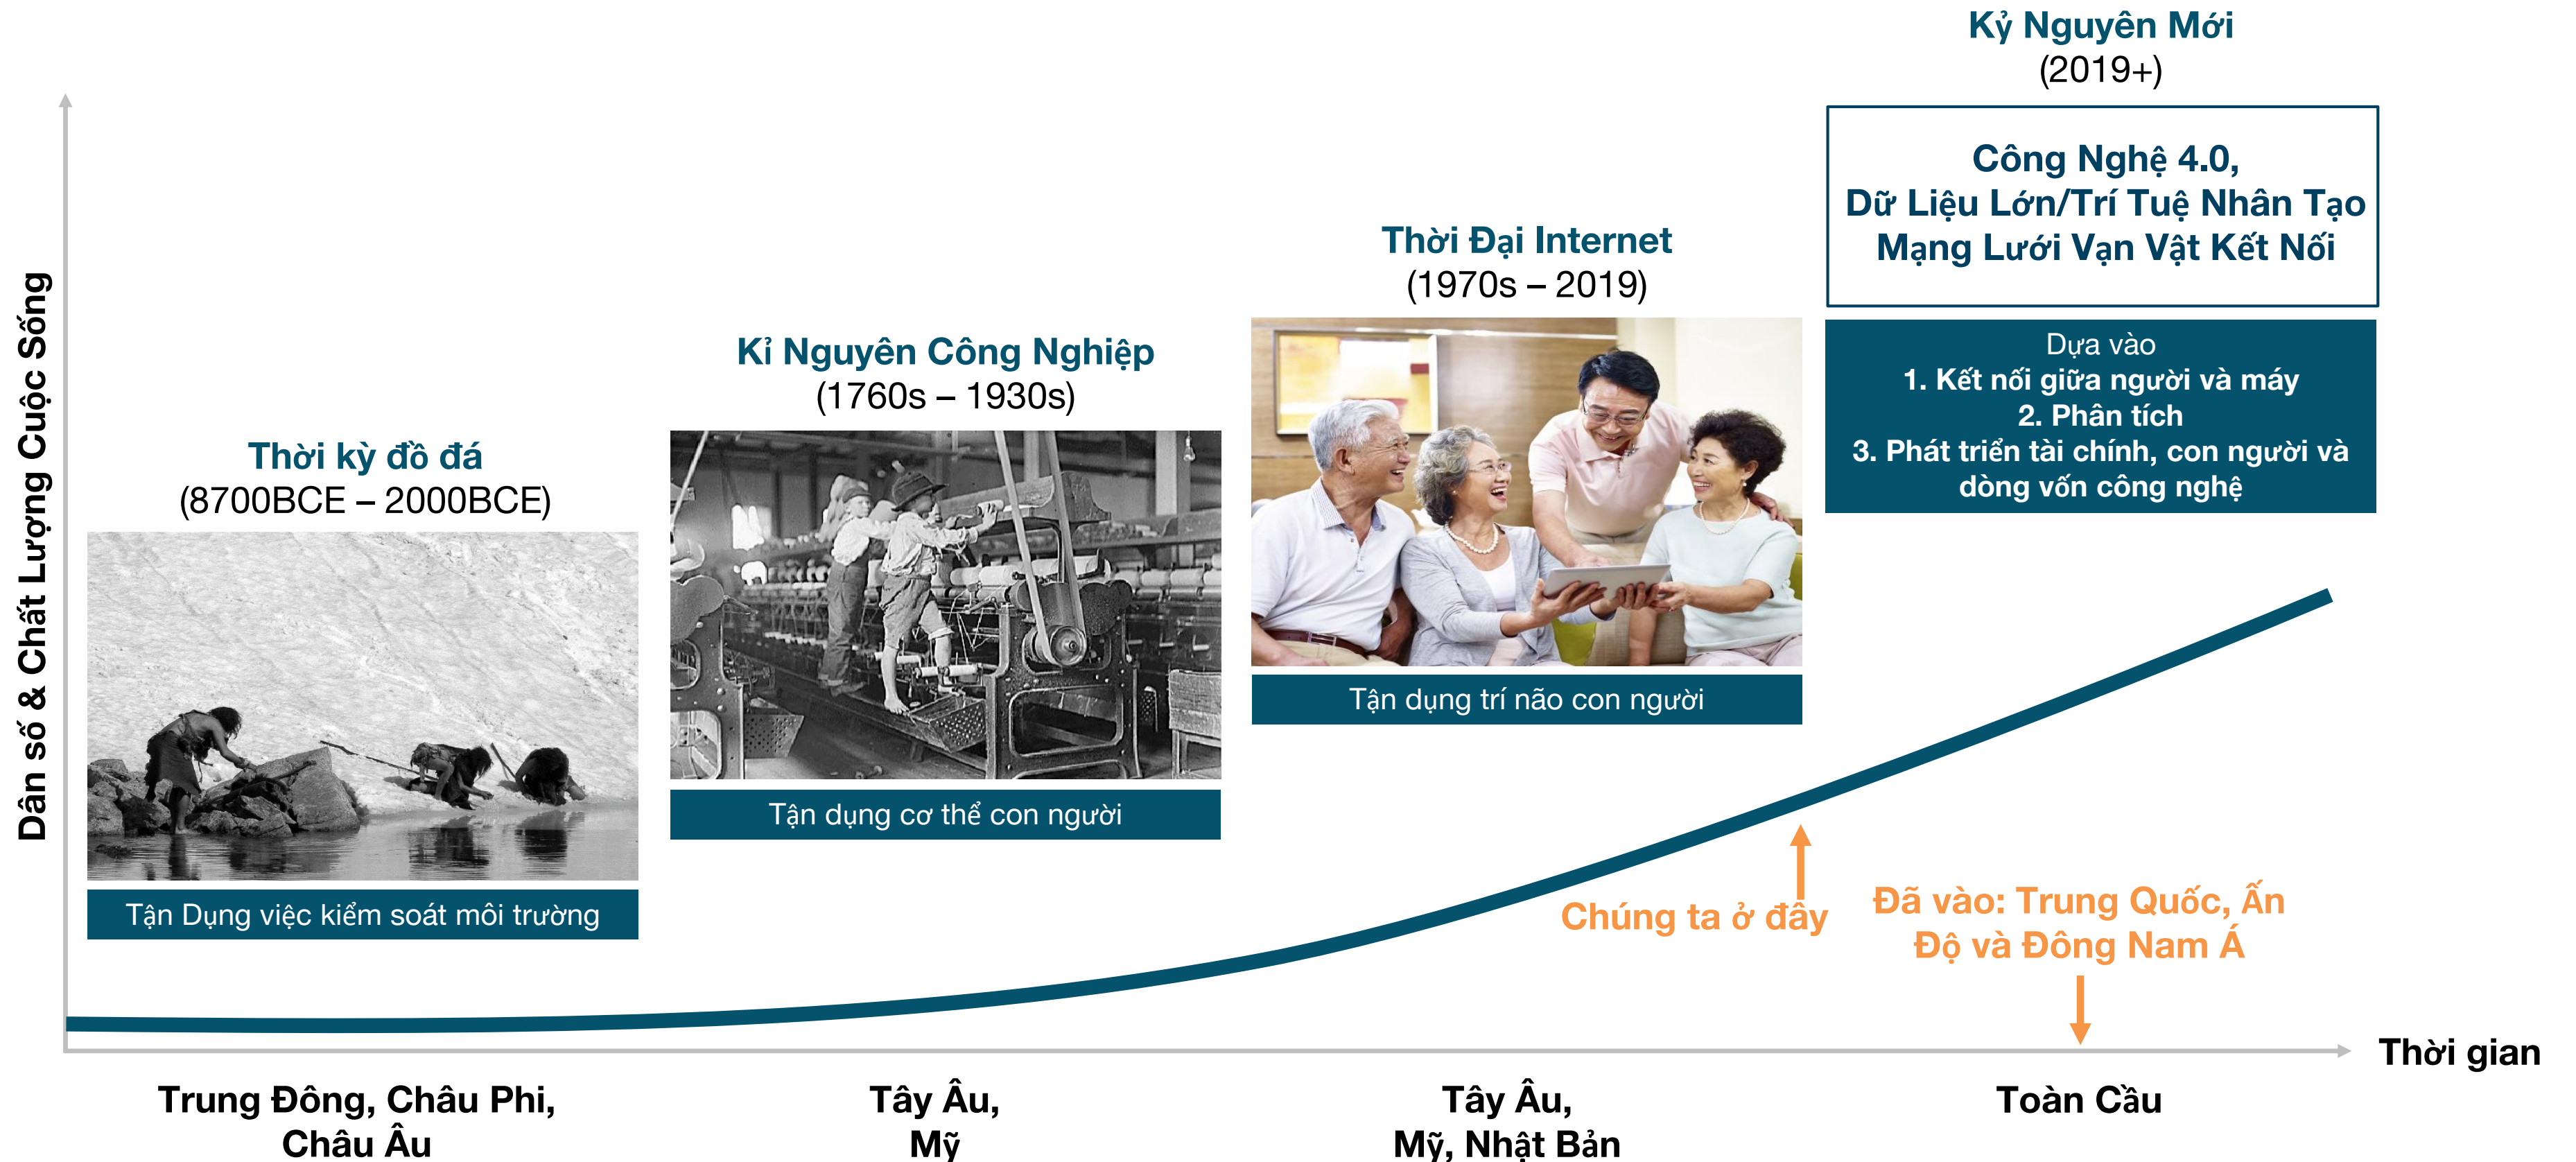 Kỷ Nguyên Mới
(2019+)
Công Nghệ 4.0,
Dữ Liệu Lớn/Trí Tuệ Nhân Tạo
Mạng Lưới Vạn Vật Kết Nối
Dựa vào
1. Kết nối giữa người và máy
2. Phân tích
3. Phát triển tài chính, con người và
dòng vốn công nghệ
Thời Đại Internet
(1970s – 2019)
Tận dụng trí não con người
Kỉ Nguyên Công Nghiệp
(1760s – 1930s)
Tận dụng cơ thể con người
Thời kỳ đồ đá
(8700BCE – 2000BCE)
Tận Dụng việc kiểm soát môi trường
Dân số & Chất Lượng Cuộc Sống
Chúng ta ở đây
Đã vào: Trung Quốc, Ấn
Độ và Đông Nam Á
Thời gian
Trung Đông, Châu Phi,
Châu Âu
Tây Âu,
Mỹ
Tây Âu,
Mỹ, Nhật Bản
Toàn Cầu